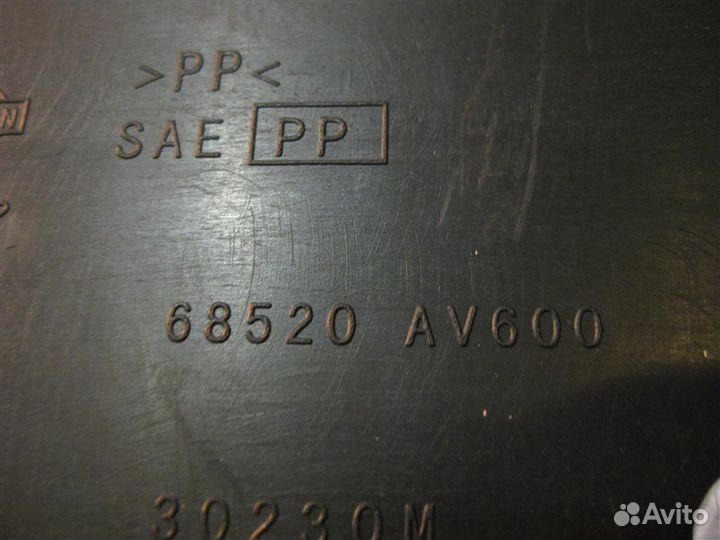 >PP<
SAE PP
N
68520 AV600
30230M
Avito